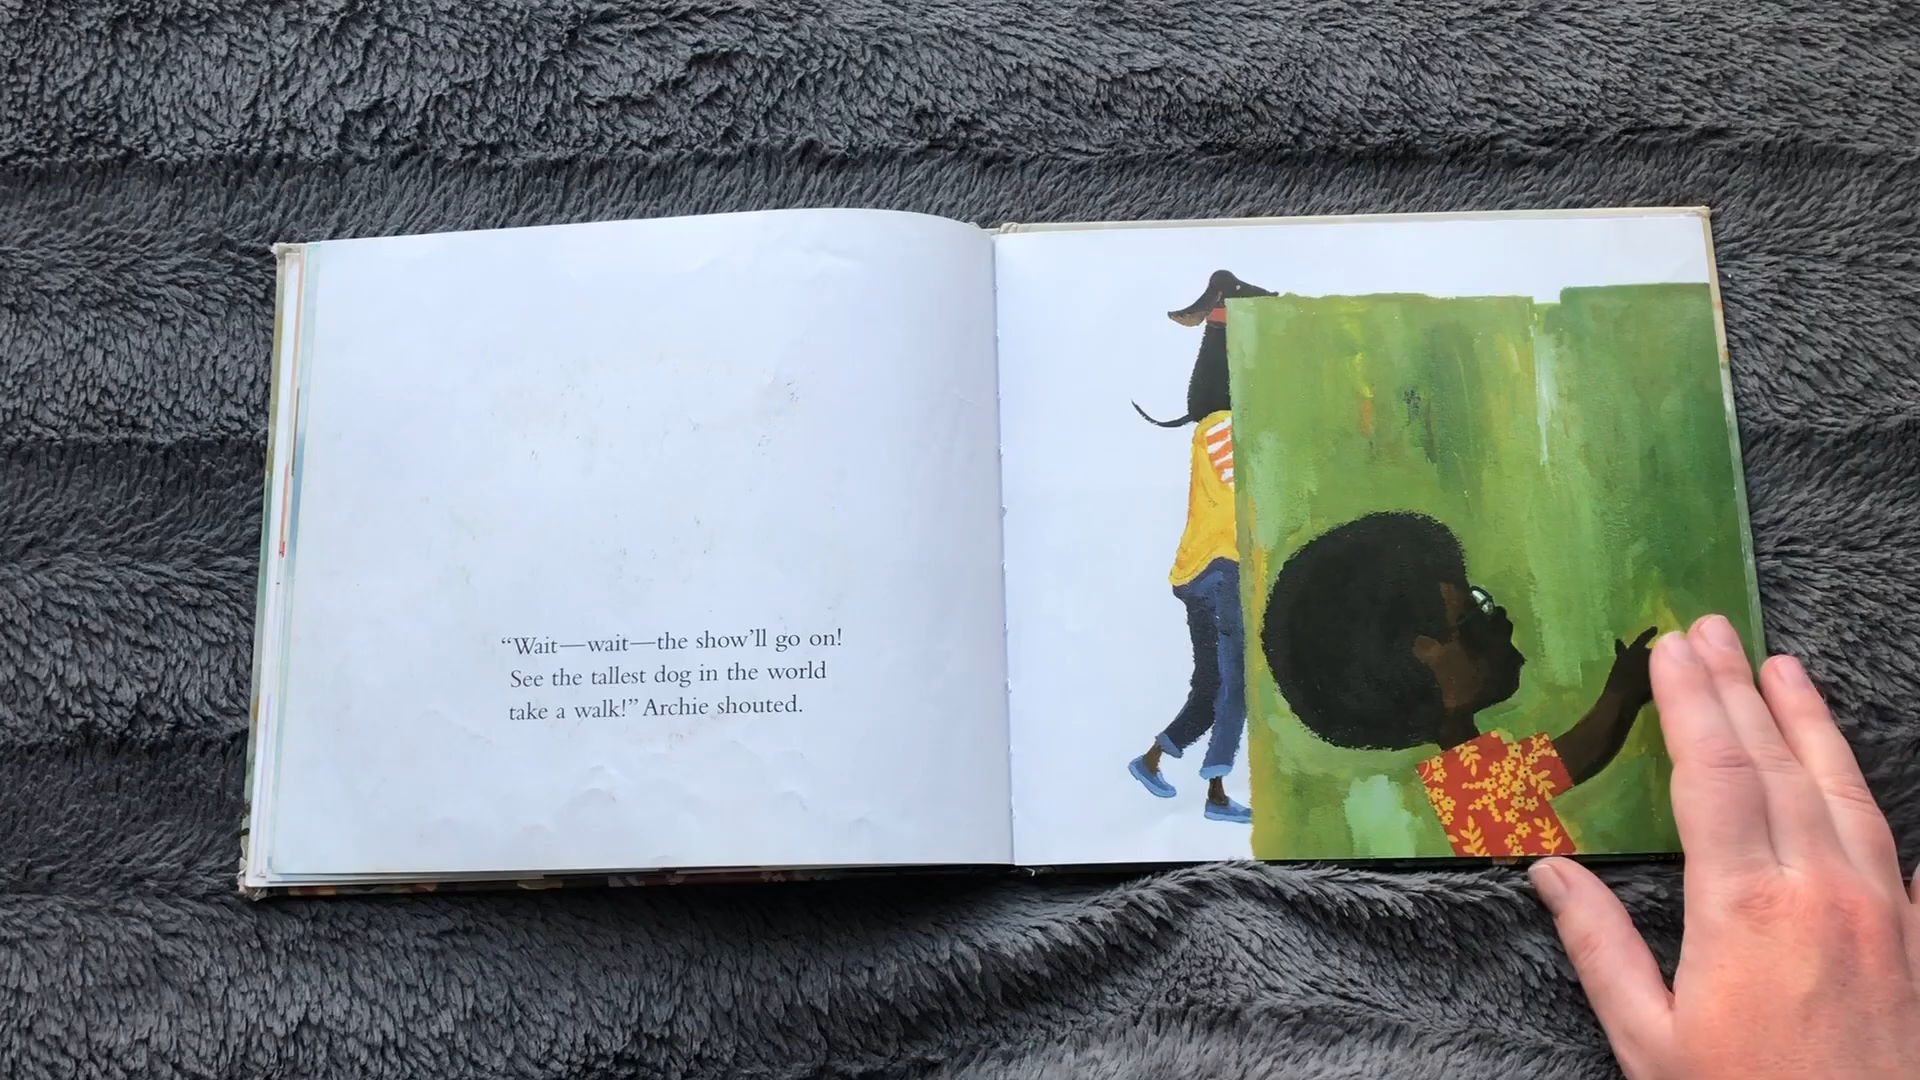 “Wait—wait—the show’ll go on!
See the tallest dog in the world
take a walk!” Archie shouted.